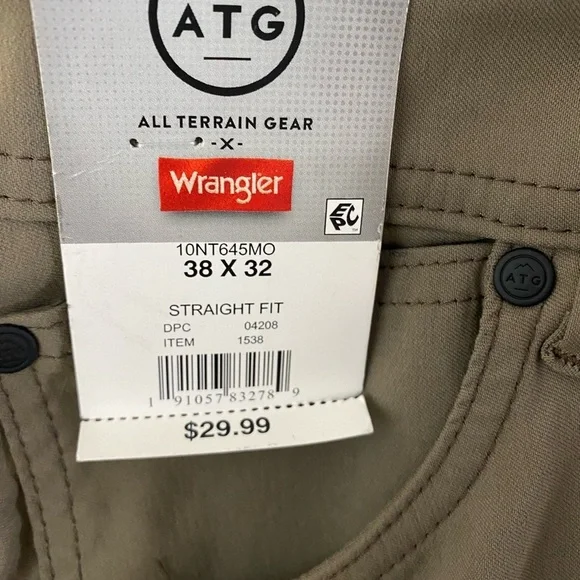 ATG
ALL TERRAIN GEAR
-X-
Wrangler
EPC
10NT645MO
38 X 32
STRAIGHT FIT
DPC 04208
ITEM 1538
1 91057 83278 9
$29.99
ATG